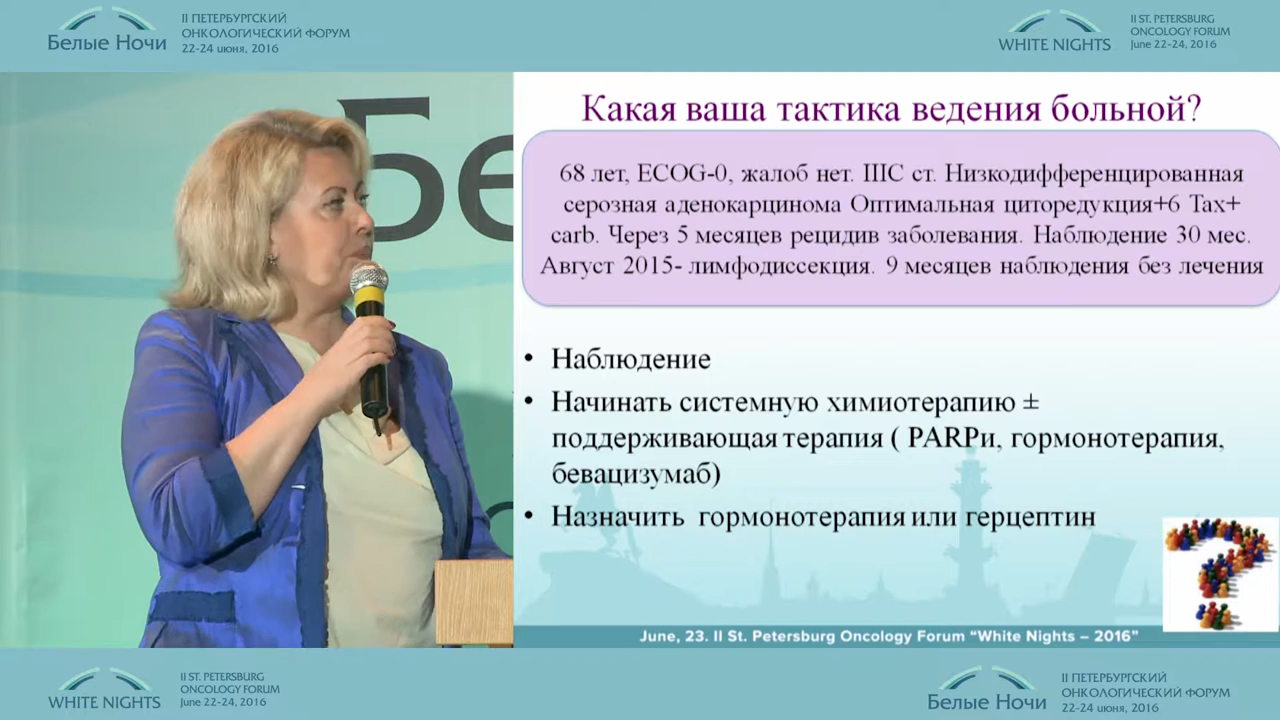 Белые Ночи
II ПЕТЕРБУРГСКИЙ
ОНКОЛОГИЧЕСКИЙ ФОРУМ
22-24 июня, 2016
WHITE NIGHTS
II ST. PETERSBURG
ONCOLOGY FORUM
June 22-24, 2016
Бе
Какая ваша тактика ведения больной?
68 лет, ECOG-0, жалоб нет. IIIC ст. Низкодифференцированная
серозная аденокарцинома Оптимальная циторедукция+6 Tax+
carb. Через 5 месяцев рецидив заболевания. Наблюдение 30 мес.
Август 2015- лимфодиссекция. 9 месяцев наблюдения без лечения
• Наблюдение
• Начинать системную химиотерапию ±
поддерживающая терапия ( PARPи, гормонотерапия,
бевацизумаб)
• Назначить гормонотерапия или герцептин
June, 23. II St. Petersburg Oncology Forum “White Nights – 2016”
WHITE NIGHTS
II ST. PETERSBURG
ONCOLOGY FORUM
June 22-24, 2016
Белые Ночи
II ПЕТЕРБУРГСКИЙ
ОНКОЛОГИЧЕСКИЙ ФОРУМ
22-24 июня, 2016